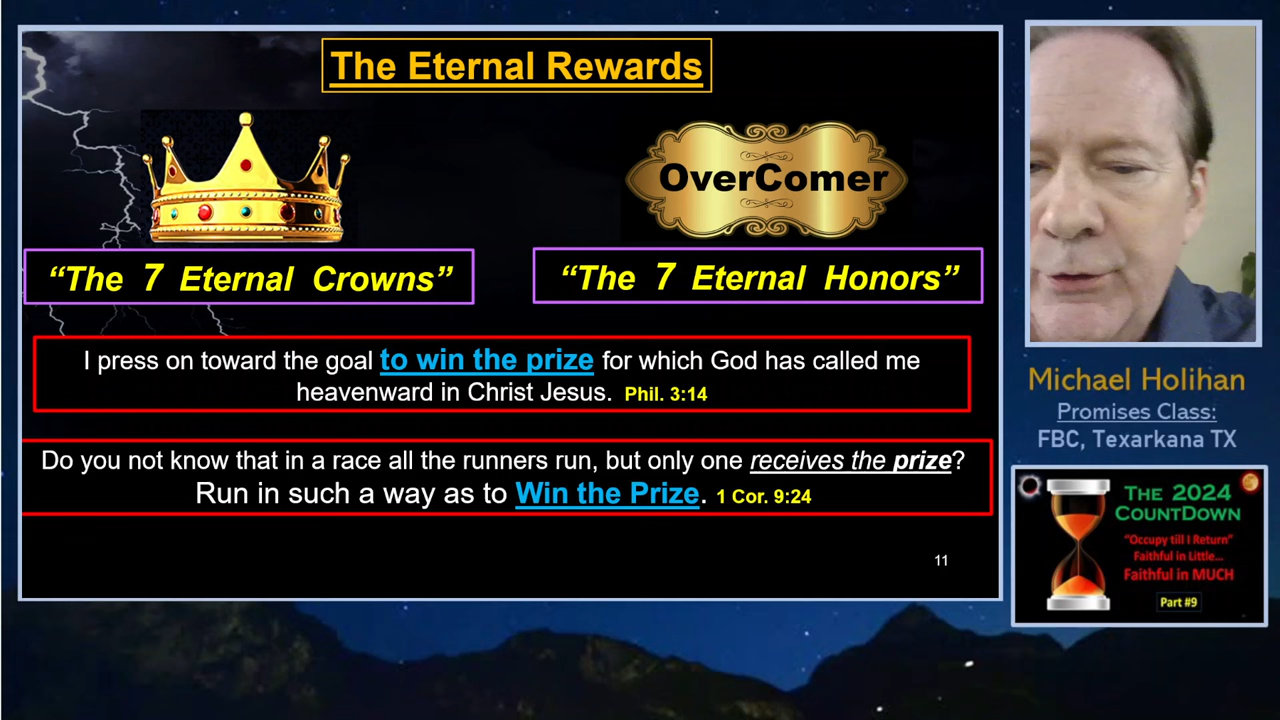 The Eternal Rewards
OverComer
“The 7 Eternal Crowns”
“The 7 Eternal Honors”
I press on toward the goal to win the prize for which God has called me
heavenward in Christ Jesus. Phil. 3:14
Do you not know that in a race all the runners run, but only one receives the prize?
Run in such a way as to Win the Prize. 1 Cor. 9:24
11
Michael Holihan
Promises Class:
FBC, Texarkana TX
THE 2024
COUNTDOWN
“Occupy till I Return”
Faithful in Little...
Faithful in MUCH
Part #9